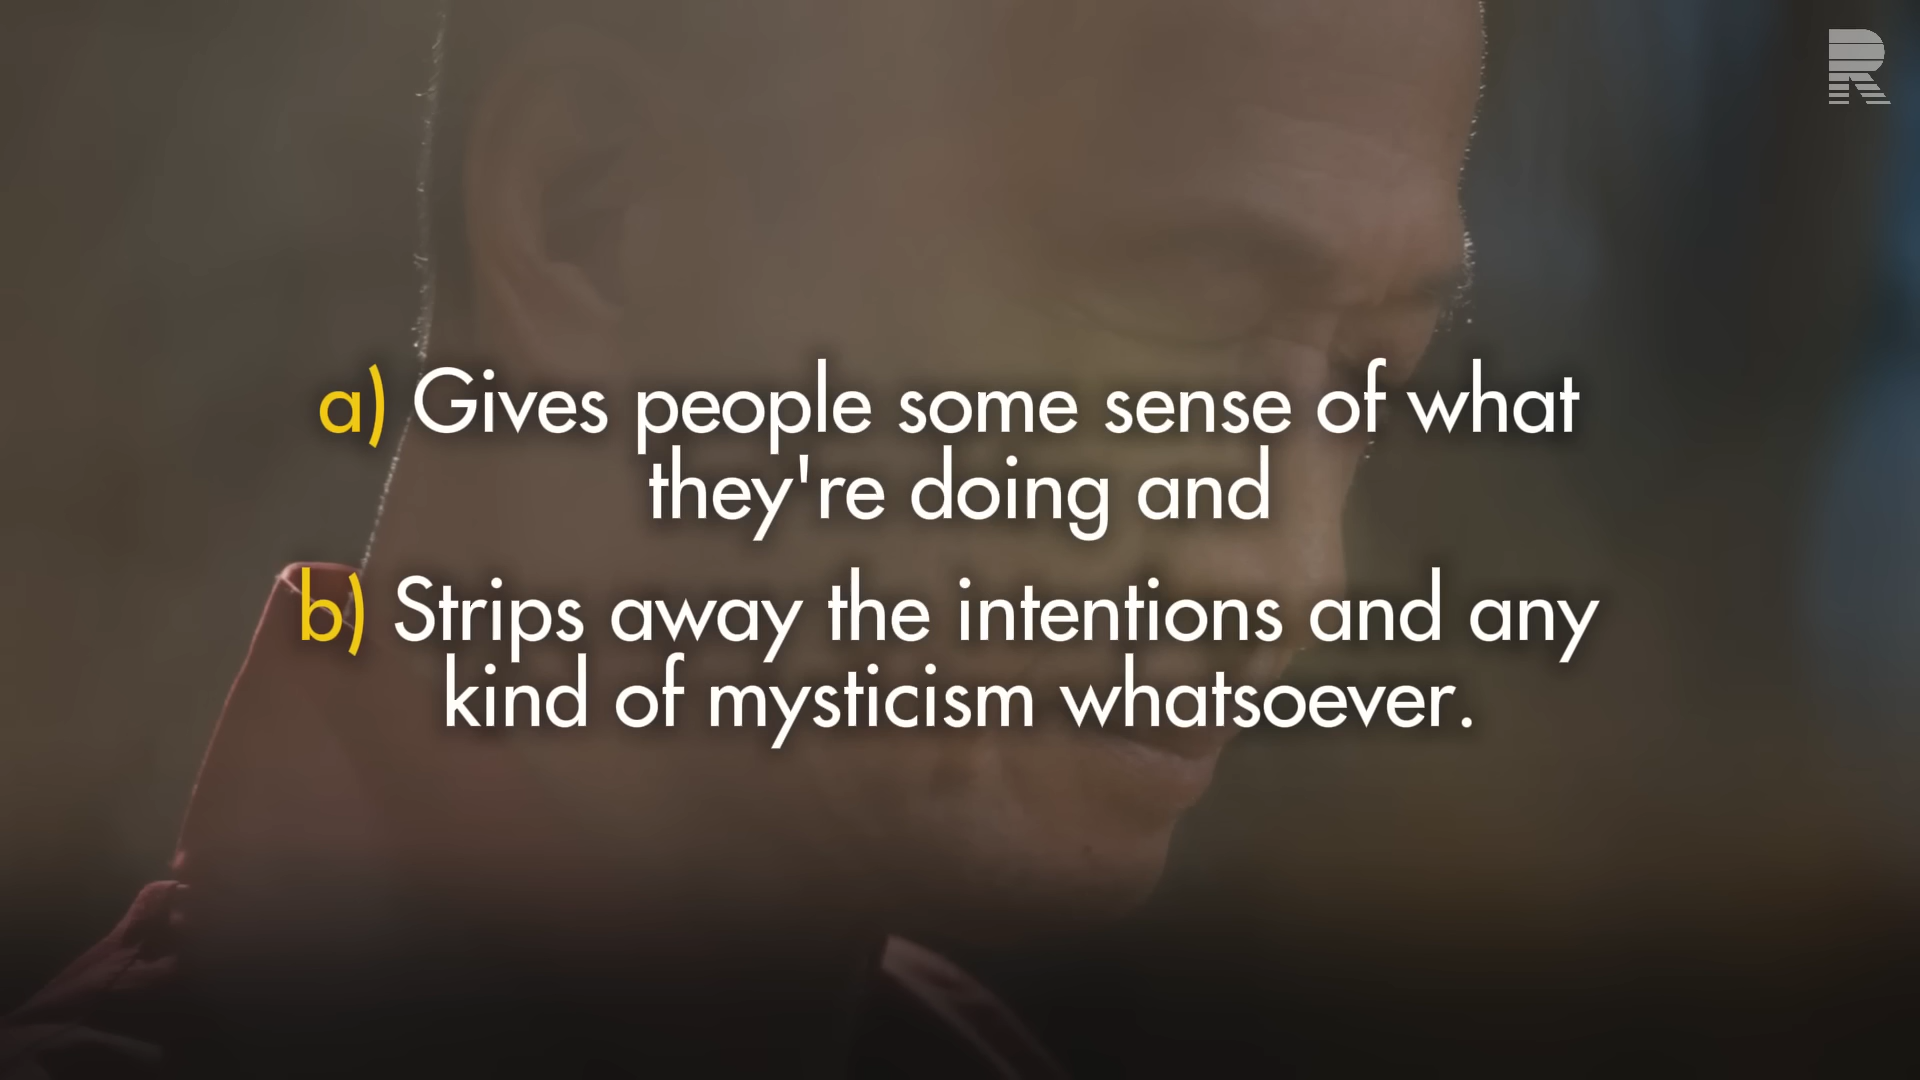 R
a) Gives people some sense of what
they're doing and
b) Strips away the intentions and any
kind of mysticism whatsoever.